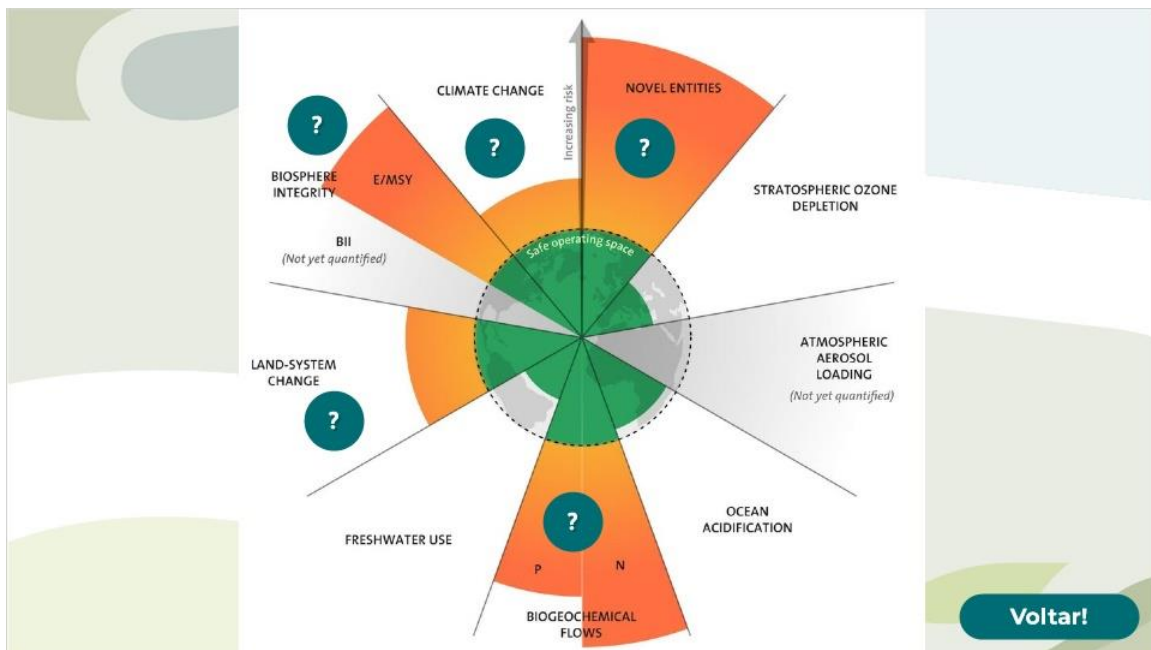 CLIMATE CHANGE
Increasing risk
NOVEL ENTITIES
?
?
?
BIOSPHERE
INTEGRITY
E/MSY
STRATOSPHERIC OZONE
DEPLETION
BII
(Not yet quantified)
Safe operating space
ATMOSPHERIC
AEROSOL
LOADING
(Not yet quantified)
LAND-SYSTEM
CHANGE
?
FRESHWATER USE
?
P
N
OCEAN
ACIDIFICATION
BIOGEOCHEMICAL
FLOWS
Voltar!